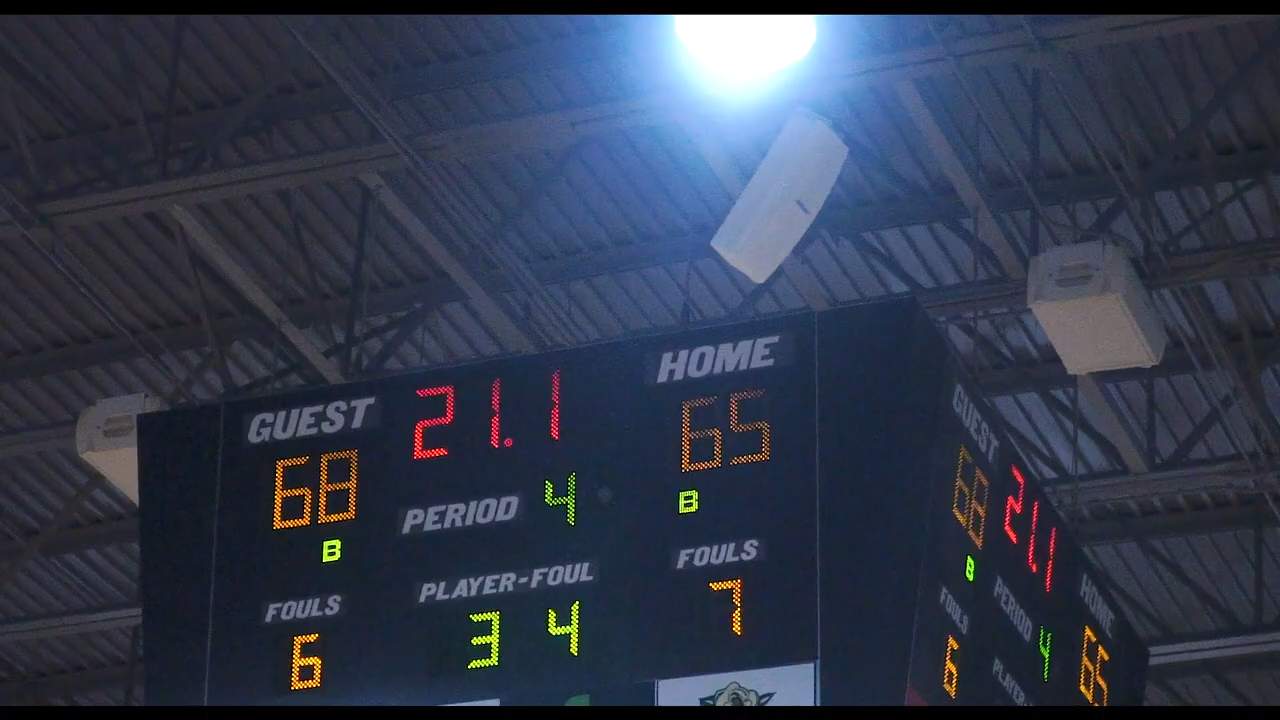 GUEST 21.1 HOME
68 65
PERIOD 4
B B
PLAYER-FOUL FOULS
FOULS 3 4 7
6
GUEST
68 21.1
B HOME
FOULS PERIOD
6 4 65
PLAYER